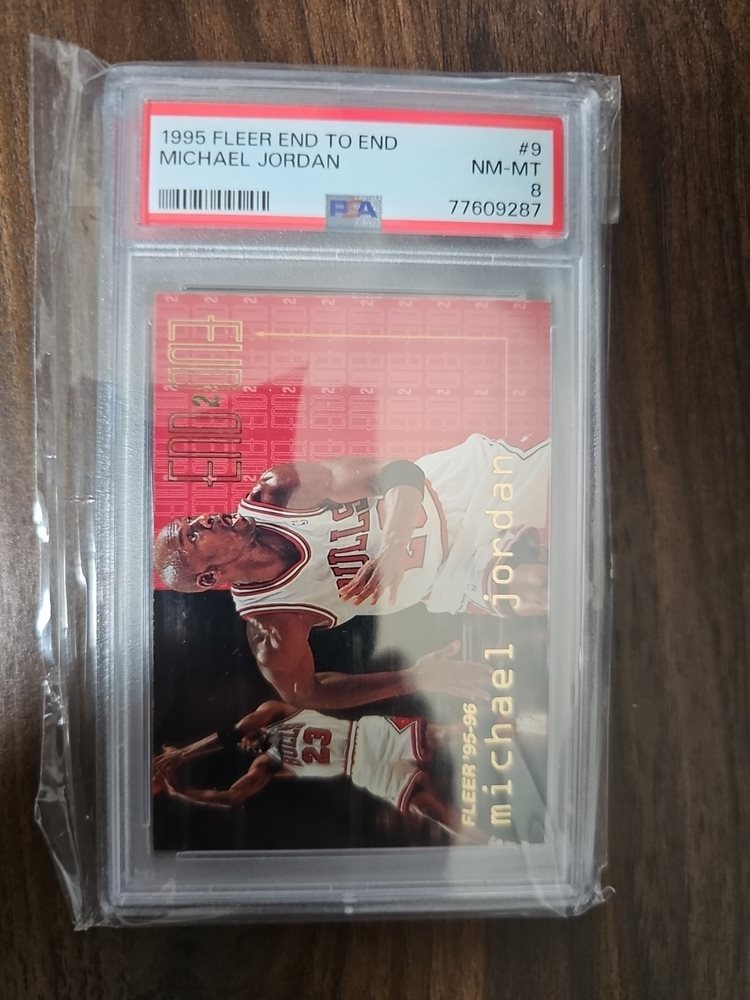 1995 FLEER END TO END
#9
MICHAEL JORDAN
NM-MT
8
PSA
77609287
END 2 END
BULLS
BULLS
23
FLEER '95-96
michael jordan